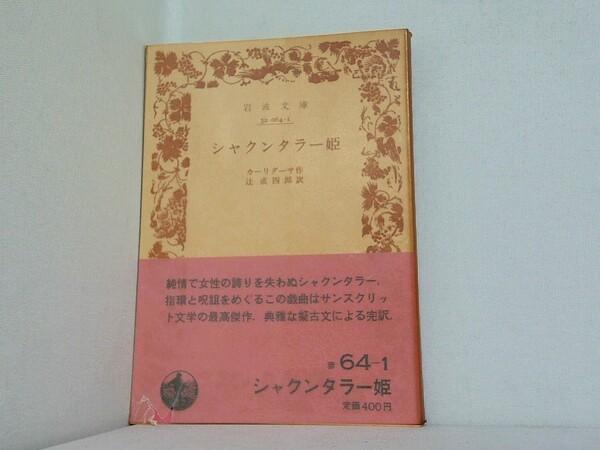 岩波文庫
32-064-1
シャクンタラー姫
カーリダーサ作
辻直四郎訳
純情で女性の誇りを失わぬシャクンタラー.
指環と呪詛をめぐるこの戯曲はサンスクリッ
ト文学の最高傑作. 典雅な擬古文による完訳.
赤 64-1
シャクンタラー姫
定価400円